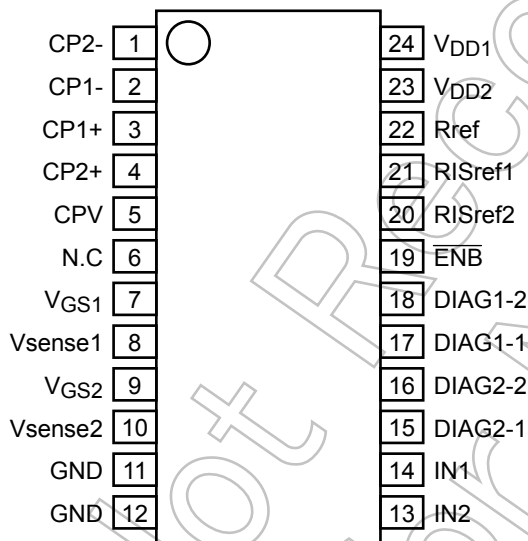 CP2- 1 24 VDD1
CP1- 2 23 VDD2
CP1+ 3 22 Rref
CP2+ 4 21 RISref1
CPV 5 20 RISref2
N.C 6 19 E̅N̅B̅
VGS1 7 18 DIAG1-2
Vsense1 8 17 DIAG1-1
VGS2 9 16 DIAG2-2
Vsense2 10 15 DIAG2-1
GND 11 14 IN1
GND 12 13 IN2